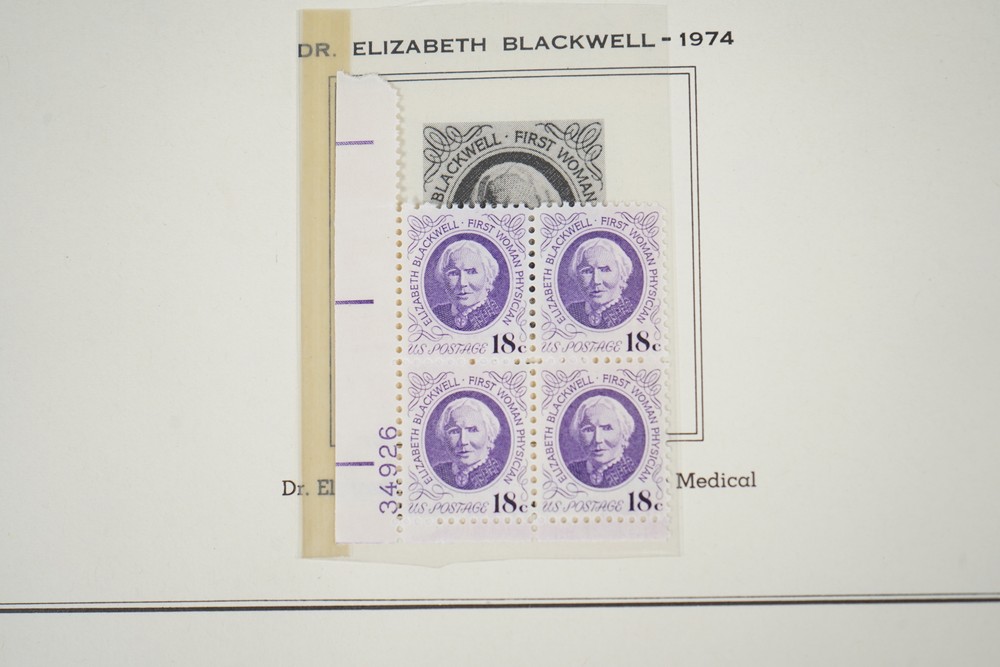 DR. ELIZABETH BLACKWELL - 1974
BLACKWELL · FIRST WOMAN
ELIZABETH BLACKWELL · FIRST WOMAN PHYSICIAN
US POSTAGE 18c
ELIZABETH BLACKWELL · FIRST WOMAN PHYSICIAN
US POSTAGE 18c
ELIZABETH BLACKWELL · FIRST WOMAN PHYSICIAN
US POSTAGE 18c
ELIZABETH BLACKWELL · FIRST WOMAN PHYSICIAN
US POSTAGE 18c
34926
Dr. El Medical